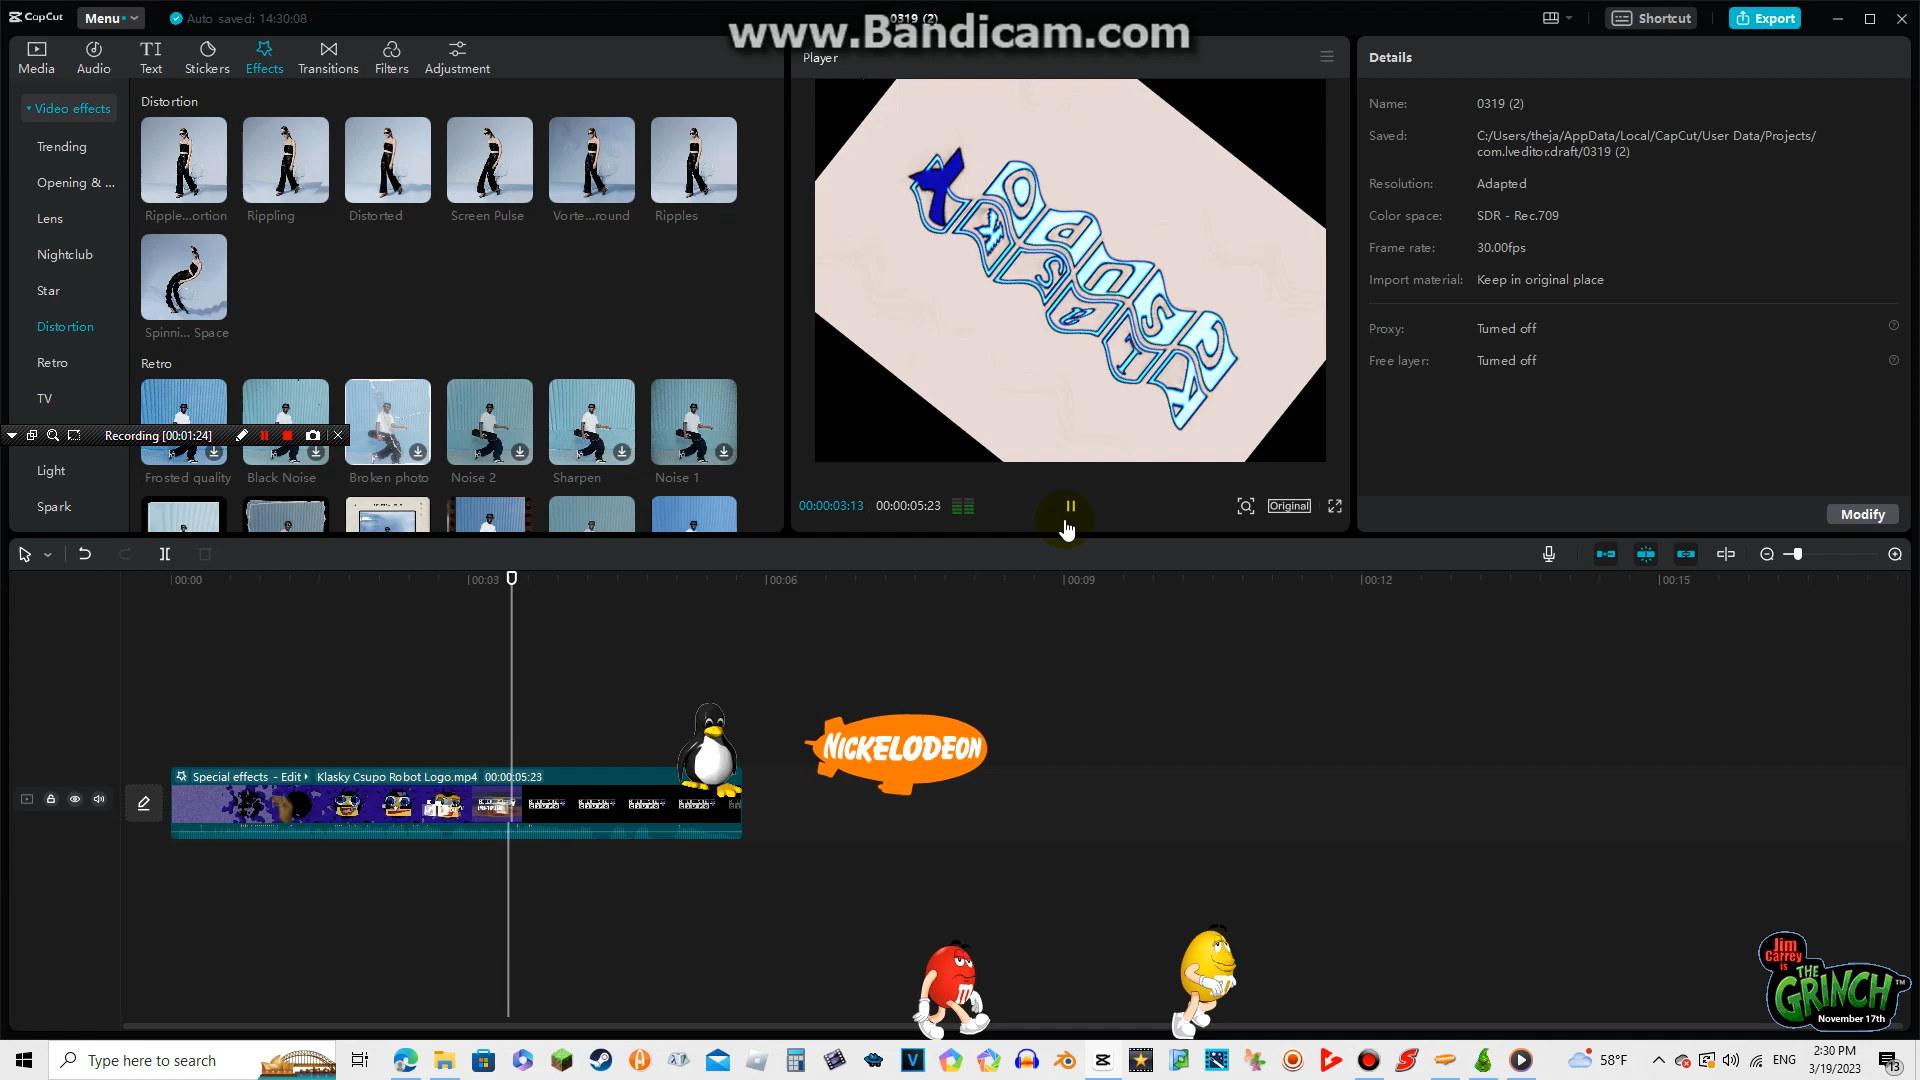 CapCut
Menu
Auto saved: 14:30:08
0319 (2)
www.Bandicam.com
Shortcut
Export
Media
Audio
TI
Text
Stickers
Effects
Transitions
Filters
Adjustment
Player
Details
Video effects
Trending
Opening & ...
Lens
Nightclub
Star
Distortion
Retro
TV
Light
Spark
Distortion
Ripple...ortion
Rippling
Distorted
Screen Pulse
Vorte...round
Ripples
Spinni... Space
Retro
Recording [00:01:24]
Frosted quality
Black Noise
Broken photo
Noise 2
Sharpen
Noise 1
00:00:03:13
00:00:05:23
Original
Name:
0319 (2)
Saved:
C:/Users/theja/AppData/Local/CapCut/User Data/Projects/
com.lveditor.draft/0319 (2)
Resolution:
Adapted
Color space:
SDR - Rec.709
Frame rate:
30.00fps
Import material:
Keep in original place
Proxy:
Turned off
Free layer:
Turned off
Modify
00:00
00:03
00:06
00:09
00:12
00:15
Special effects - Edit
Klasky Csupo Robot Logo.mp4
00:00:05:23
NICKELODEON
m
Jim
Carrey
is
THE
GRINCH
TM
November 17th
Type here to search
58°F
ENG
2:30 PM
3/19/2023
13